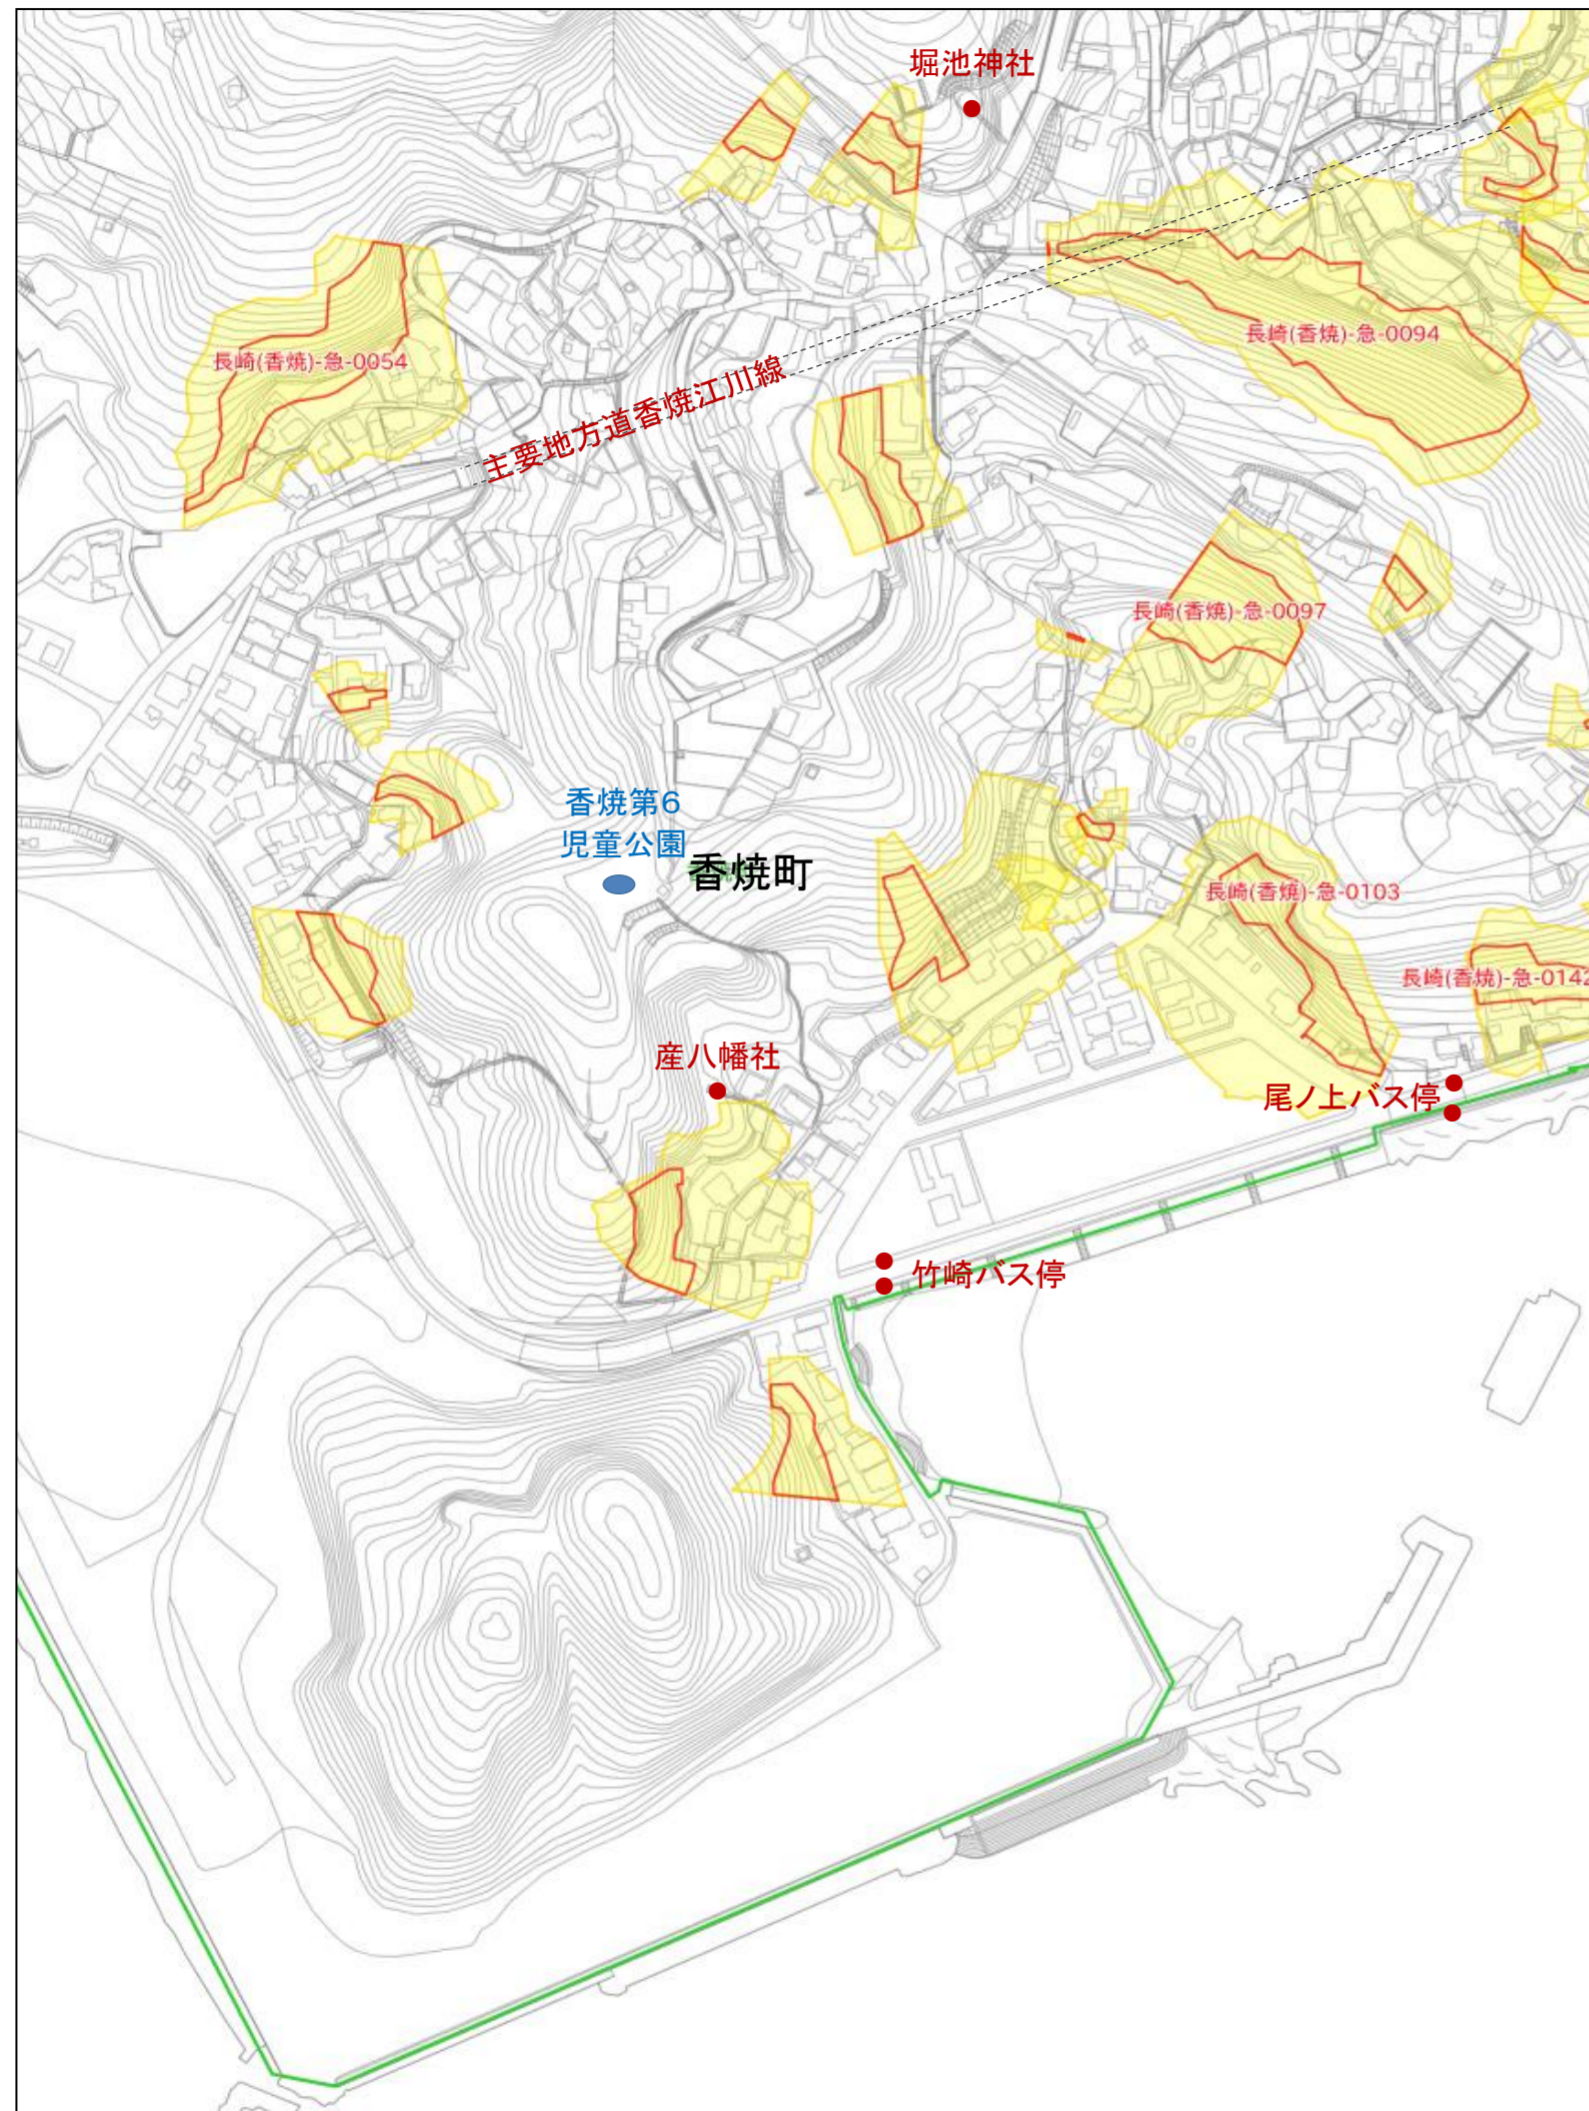 堀池神社
長崎(香焼)-急-0094
長崎(香焼)-急-0054
主要地方道香焼江川線
長崎(香焼)-急-0097
香焼第6
児童公園
香焼町
長崎(香焼)-急-0103
長崎(香焼)-急-0142
産八幡社
尾ノ上バス停
竹崎バス停